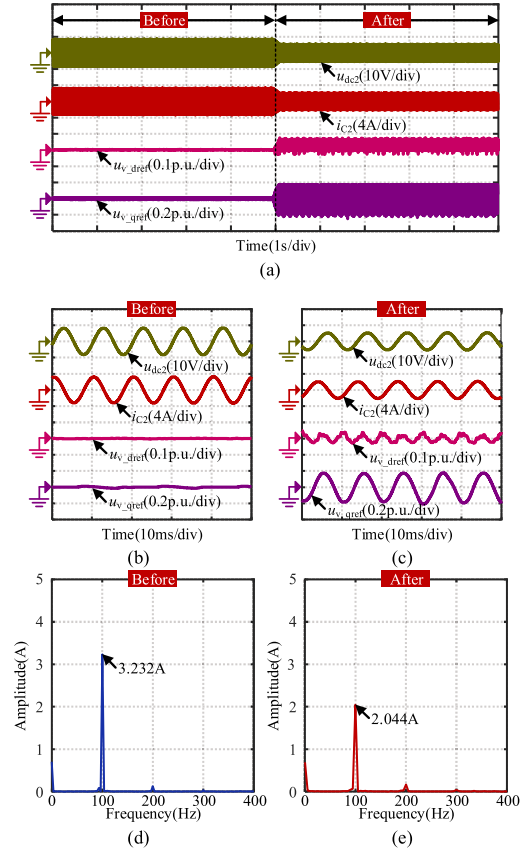 Before After
u_dc2(10V/div)
i_C2(4A/div)
u_v_dref(0.1p.u./div)
u_v_qref(0.2p.u./div)
Time(1s/div)
(a)
Before After
u_dc2(10V/div) u_dc2(10V/div)
i_C2(4A/div) i_C2(4A/div)
u_v_dref(0.1p.u./div) u_v_dref(0.1p.u./div)
u_v_qref(0.2p.u./div) u_v_qref(0.2p.u./div)
Time(10ms/div) Time(10ms/div)
(b) (c)
Before After
5 5
4 4
3 3
2 2
1 1
0 0
Amplitude(A) Amplitude(A)
3.232A 2.044A
0 100 200 300 400 0 100 200 300 400
Frequency(Hz) Frequency(Hz)
(d) (e)